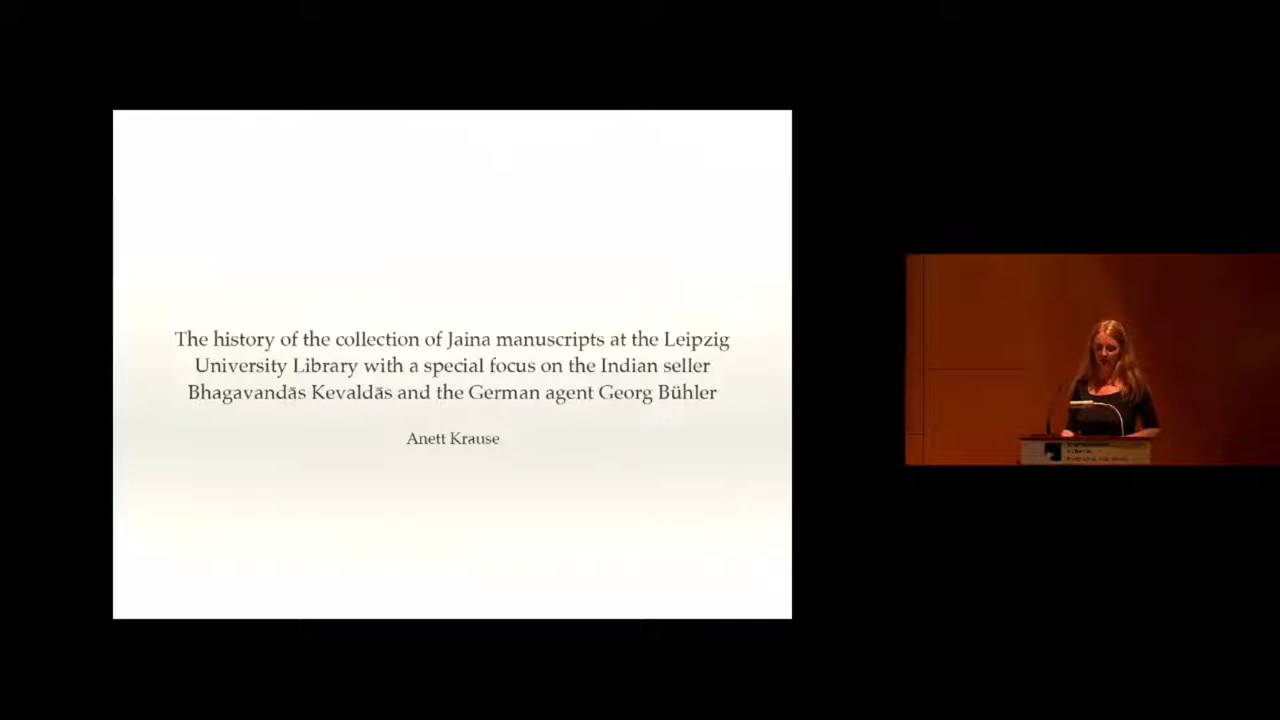 The history of the collection of Jaina manuscripts at the Leipzig
University Library with a special focus on the Indian seller
Bhagavandās Kevaldās and the German agent Georg Bühler
Anett Krause